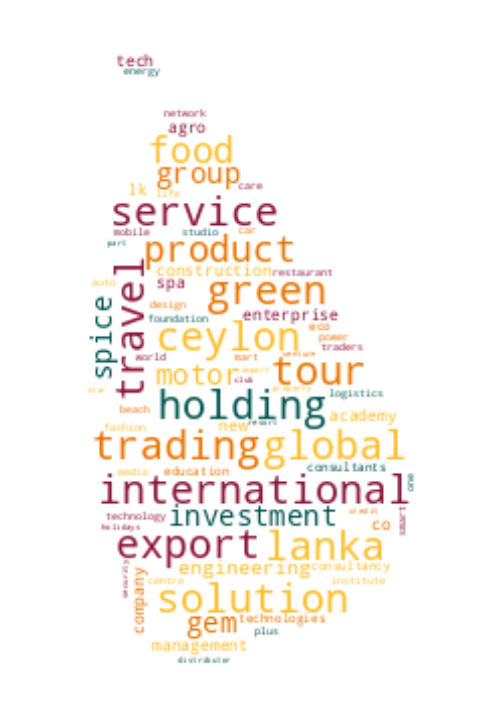 tech
energy
network
agro
food
group
care
lk life
service
mobile studio car
part
product
construction restaurant
auto spa
green
design
travel
spice
foundation enterprise
ceylon eco
power
traders
world mart venture
motor import tour
club
star property
holding logistics
beach academy
fashion new resort
trading global
media education consultants
international one
technology investment credit
holidays co smart
export lanka
security engineering consultancy
company centre institute
solution
gem technologies
plus
management
distributor